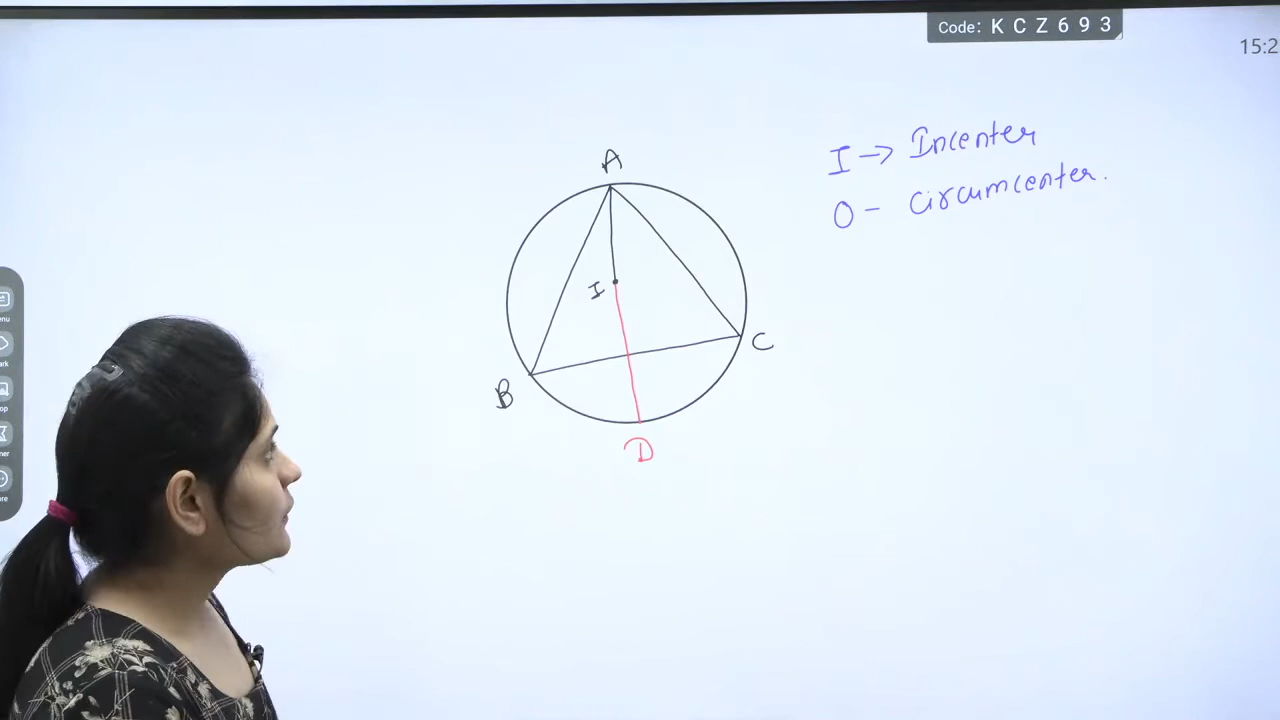 Code: K C Z 6 9 3
15:2
A
I → Incenter
O - Circumcenter.
I
C
B
D